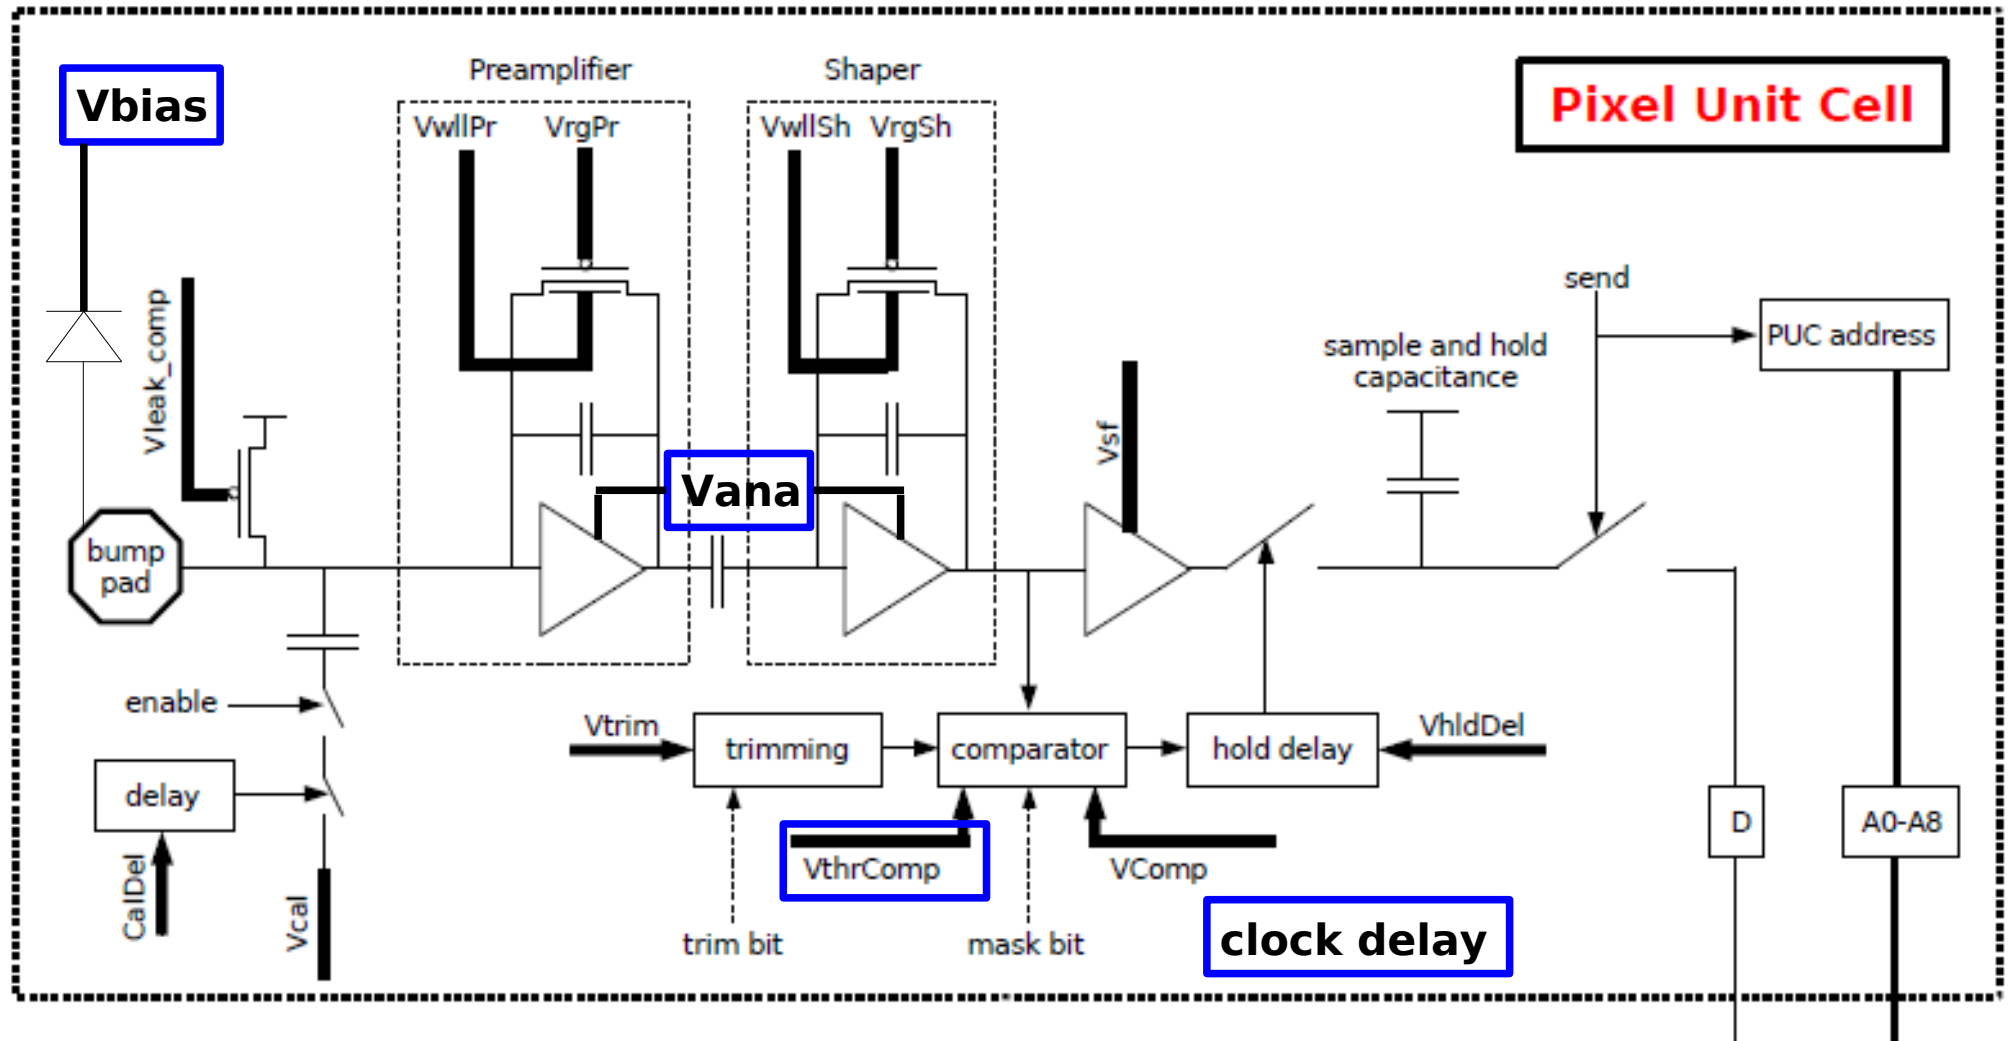 Preamplifier
Shaper
Vbias
Pixel Unit Cell
VwllPr
VrgPr
VwllSh
VrgSh
send
Vleak_comp
PUC address
sample and hold
capacitance
Vsf
Vana
bump
pad
enable
Vtrim
trimming
comparator
hold delay
VhldDel
delay
D
A0-A8
VthrComp
VComp
CalDel
Vcal
trim bit
mask bit
clock delay